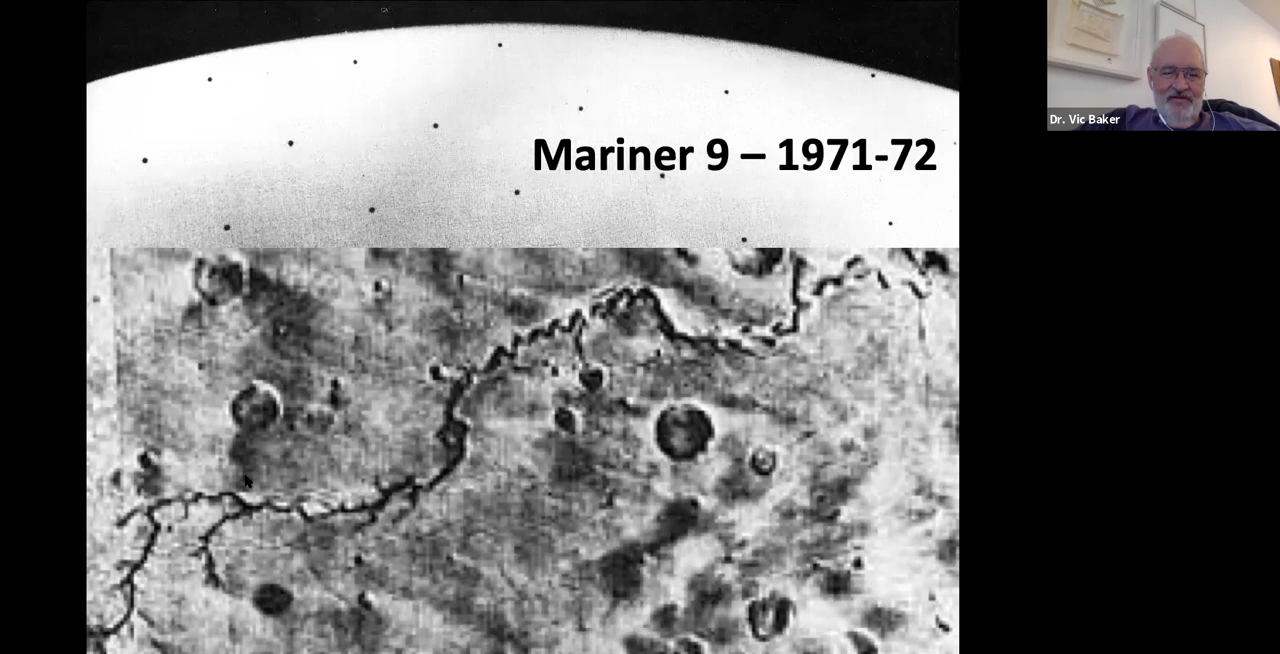 Mariner 9 – 1971-72
Dr. Vic Baker